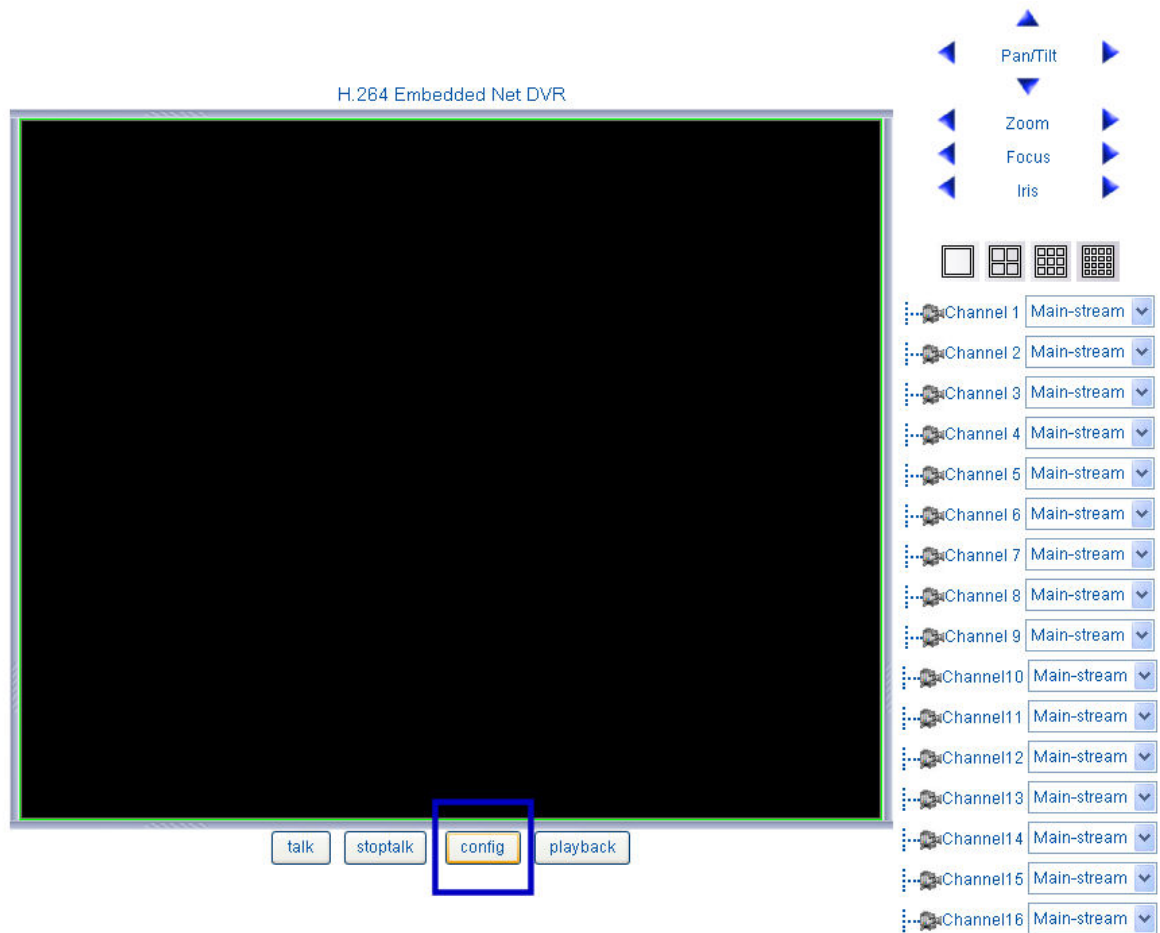 Pan/Tilt
H.264 Embedded Net DVR
Zoom
Focus
Iris
Channel 1 Main-stream
Channel 2 Main-stream
Channel 3 Main-stream
Channel 4 Main-stream
Channel 5 Main-stream
Channel 6 Main-stream
Channel 7 Main-stream
Channel 8 Main-stream
Channel 9 Main-stream
Channel10 Main-stream
Channel11 Main-stream
Channel12 Main-stream
Channel13 Main-stream
Channel14 Main-stream
Channel15 Main-stream
Channel16 Main-stream
talk stoptalk config playback